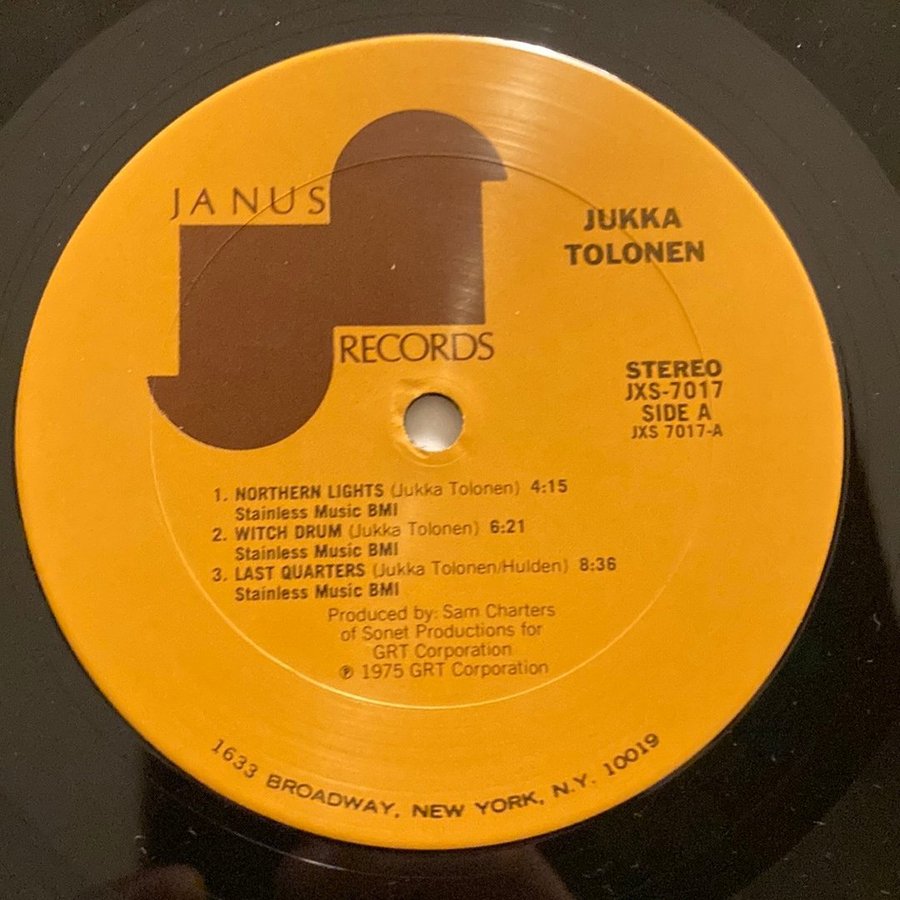 JANUS
RECORDS
JUKKA
TOLONEN
STEREO
JXS-7017
SIDE A
JXS 7017-A
1. NORTHERN LIGHTS (Jukka Tolonen) 4:15
Stainless Music BMI
2. WITCH DRUM (Jukka Tolonen) 6:21
Stainless Music BMI
3. LAST QUARTERS (Jukka Tolonen/Hulden) 8:36
Stainless Music BMI
Produced by: Sam Charters
of Sonet Productions for
GRT Corporation
℗ 1975 GRT Corporation
1633 BROADWAY, NEW YORK, N.Y. 10019